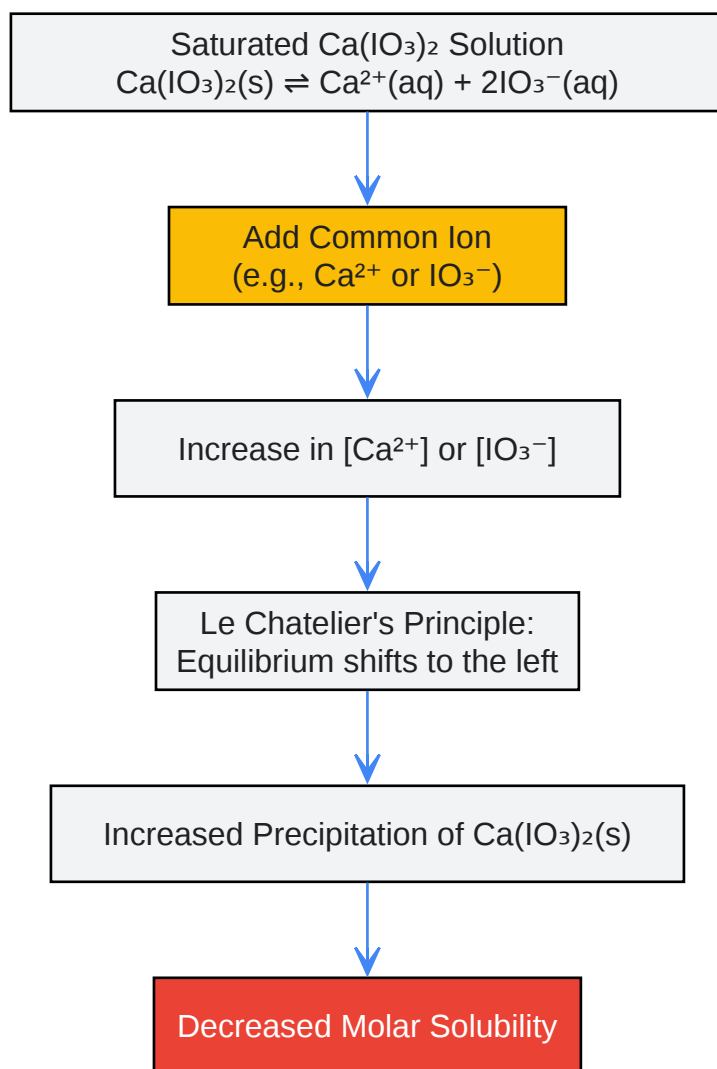 Saturated Ca(IO₃)₂ Solution
Ca(IO₃)₂(s) ⇌ Ca²⁺(aq) + 2IO₃⁻(aq)
Add Common Ion
(e.g., Ca²⁺ or IO₃⁻)
Increase in [Ca²⁺] or [IO₃⁻]
Le Chatelier's Principle:
Equilibrium shifts to the left
Increased Precipitation of Ca(IO₃)₂(s)
Decreased Molar Solubility